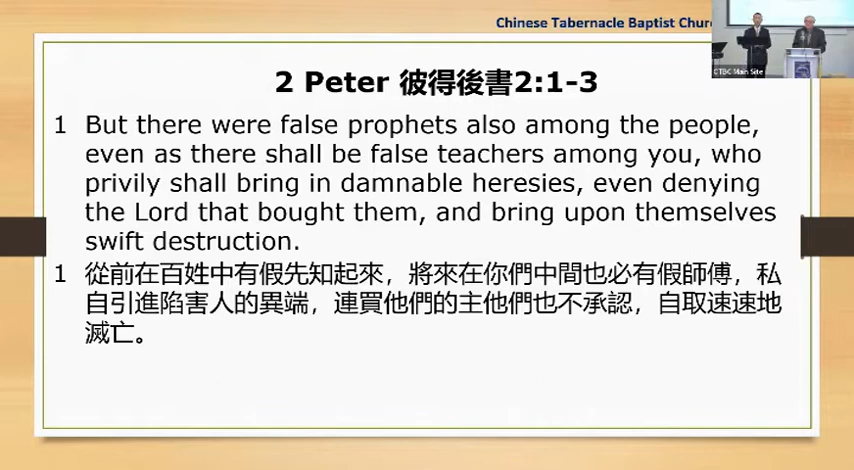 Chinese Tabernacle Baptist Churc
2 Peter 彼得後書2:1-3
1 But there were false prophets also among the people,
even as there shall be false teachers among you, who
privily shall bring in damnable heresies, even denying
the Lord that bought them, and bring upon themselves
swift destruction.
1 從前在百姓中有假先知起來，將來在你們中間也必有假師傅，私
自引進陷害人的異端，連買他們的主他們也不承認，自取速速地
滅亡。
CTBC Main Site